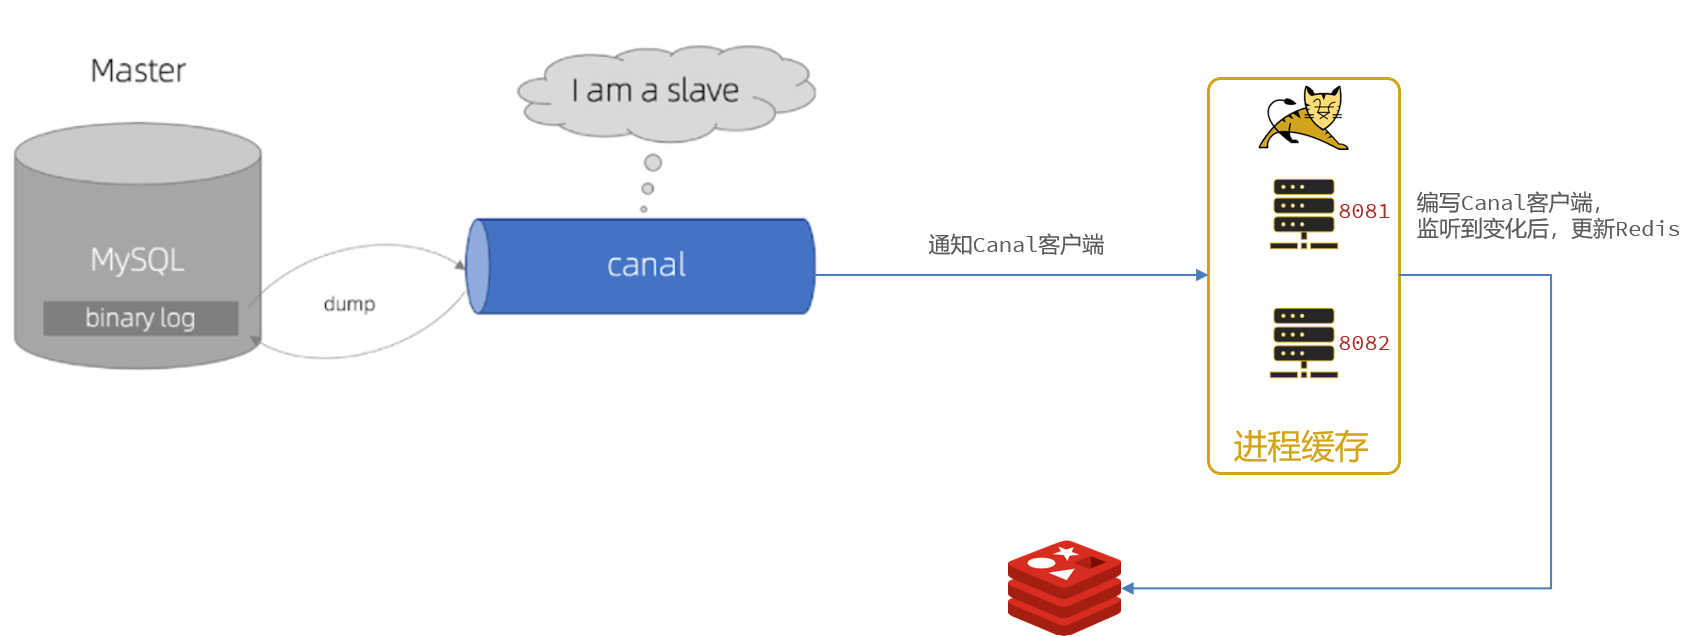 Master
I am a slave
MySQL
binary log
dump
canal
通知Canal客户端
8081
8082
进程缓存
编写Canal客户端，
监听到变化后，更新Redis